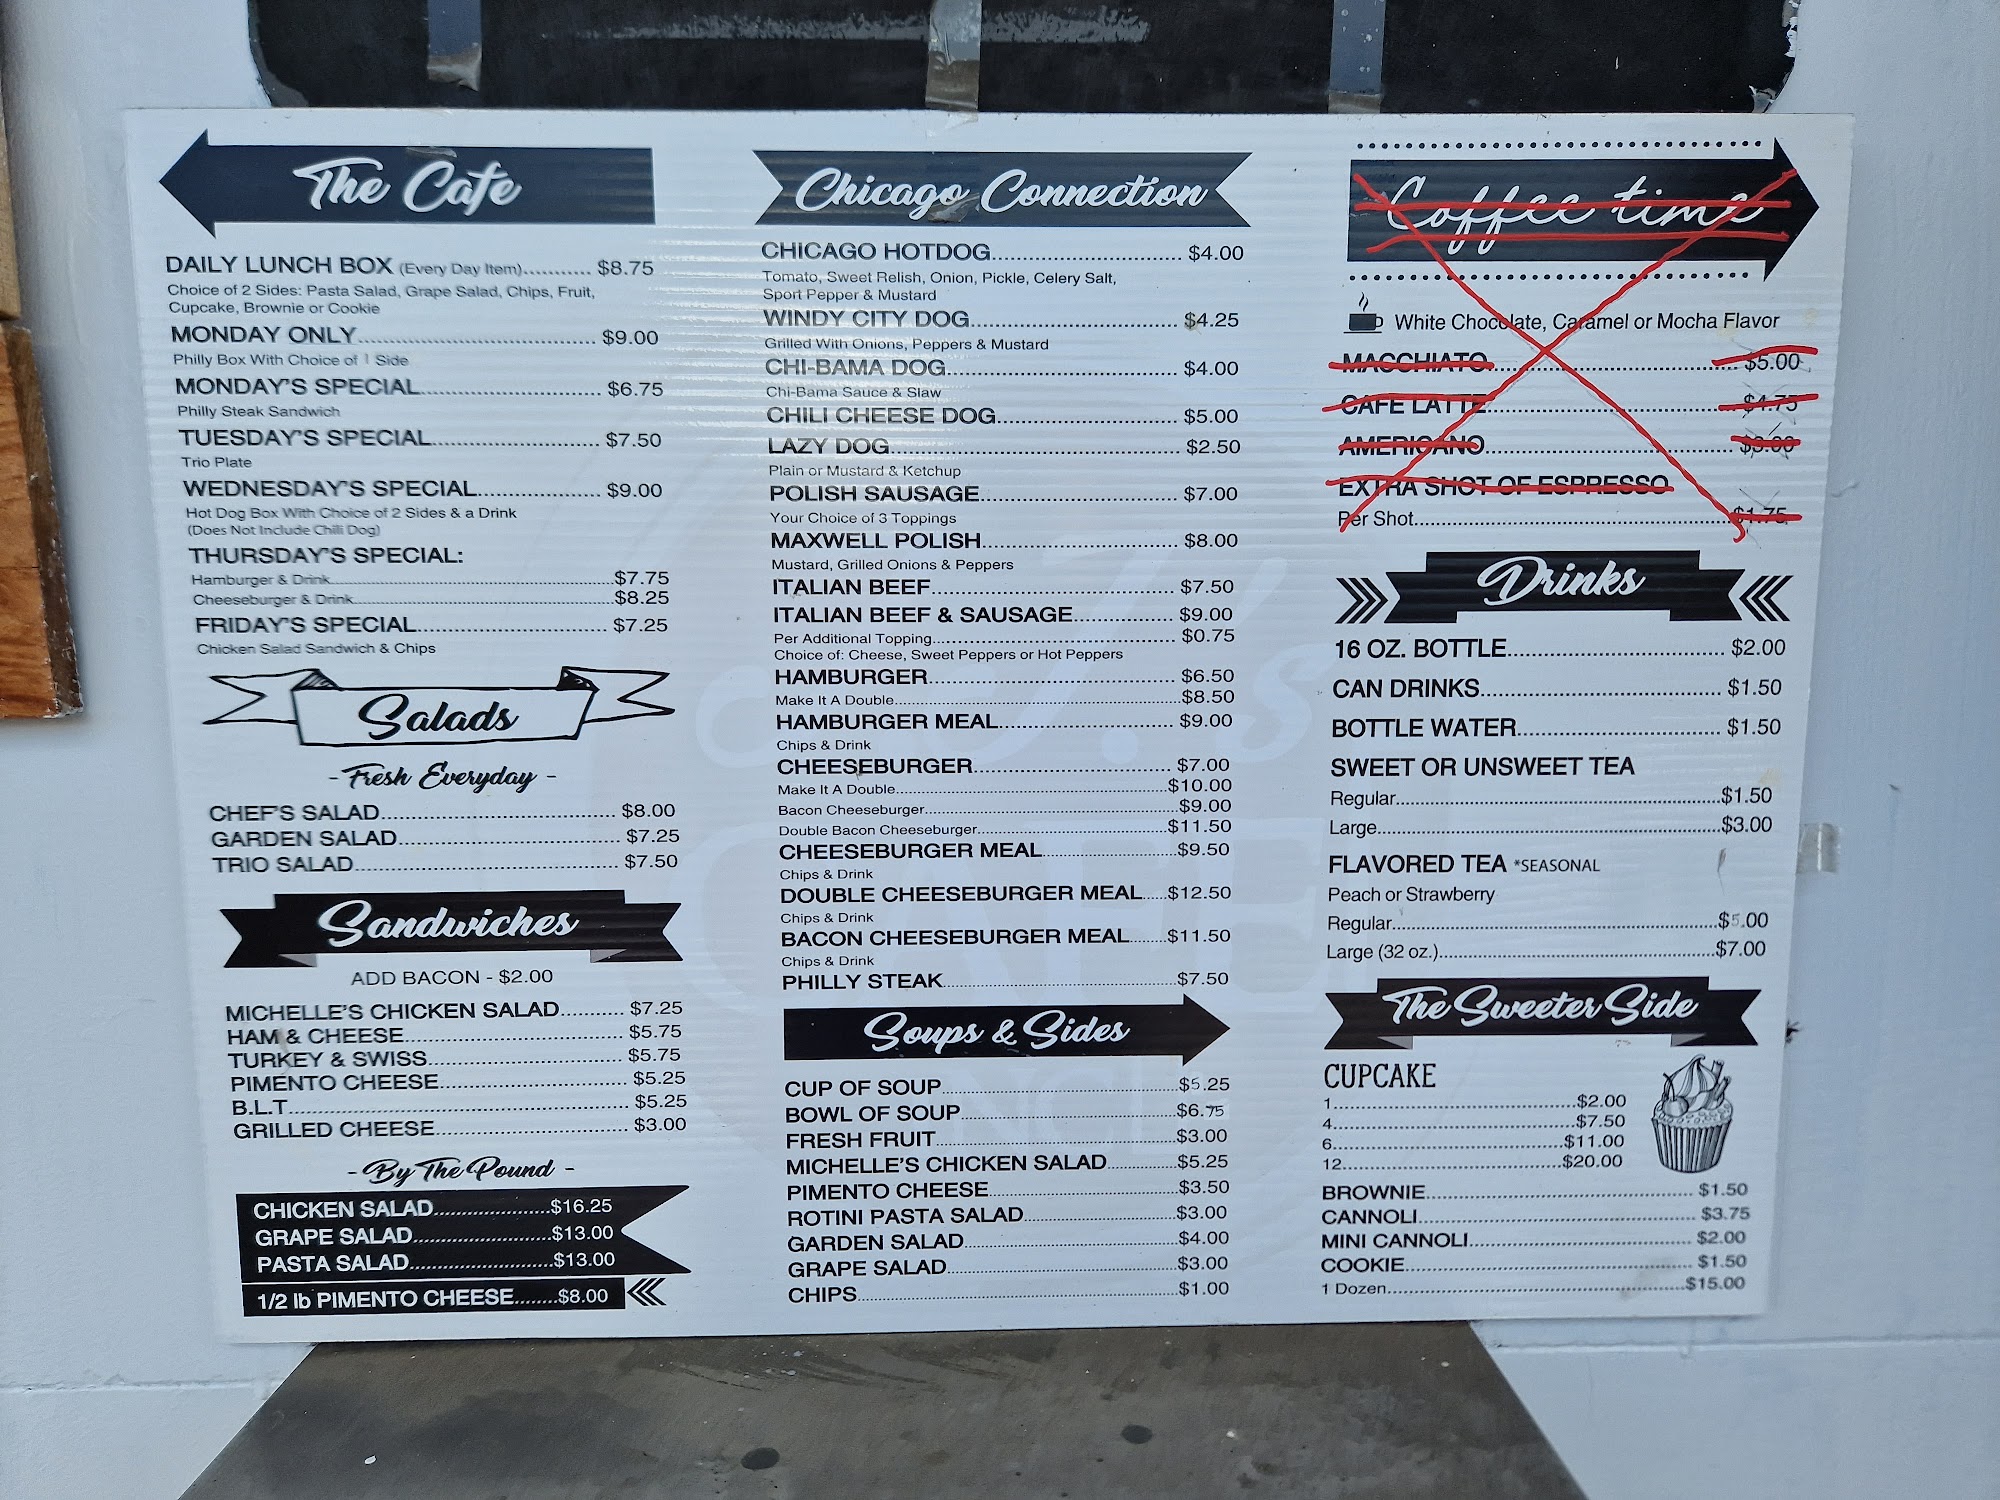 The Cafe
DAILY LUNCH BOX (Every Day Item)........... $8.75
Choice of 2 Sides: Pasta Salad, Grape Salad, Chips, Fruit,
Cupcake, Brownie or Cookie
MONDAY ONLY........... $9.00
Philly Box With Choice of 1 Side
MONDAY'S SPECIAL........... $6.75
Philly Steak Sandwich
TUESDAY'S SPECIAL........... $7.50
Trio Plate
WEDNESDAY'S SPECIAL........... $9.00
Hot Dog Box With Choice of 2 Sides & a Drink
(Does Not Include Chili Dog)
THURSDAY'S SPECIAL:
Hamburger & Drink...........$7.75
Cheeseburger & Drink...........$8.25
FRIDAY'S SPECIAL........... $7.25
Chicken Salad Sandwich & Chips
Salads
- Fresh Everyday -
CHEF'S SALAD........... $8.00
GARDEN SALAD........... $7.25
TRIO SALAD........... $7.50
Sandwiches
ADD BACON - $2.00
MICHELLE'S CHICKEN SALAD........... $7.25
HAM & CHEESE........... $5.75
TURKEY & SWISS........... $5.75
PIMENTO CHEESE........... $5.25
B.L.T........... $5.25
GRILLED CHEESE........... $3.00
- By The Pound -
CHICKEN SALAD...........$16.25
GRAPE SALAD...........$13.00
PASTA SALAD...........$13.00
1/2 lb PIMENTO CHEESE........$8.00
Chicago Connection
CHICAGO HOTDOG........... $4.00
Tomato, Sweet Relish, Onion, Pickle, Celery Salt,
Sport Pepper & Mustard
WINDY CITY DOG........... $4.25
Grilled With Onions, Peppers & Mustard
CHI-BAMA DOG........... $4.00
Chi-Bama Sauce & Slaw
CHILI CHEESE DOG........... $5.00
LAZY DOG........... $2.50
Plain or Mustard & Ketchup
POLISH SAUSAGE........... $7.00
Your Choice of 3 Toppings
MAXWELL POLISH........... $8.00
Mustard, Grilled Onions & Peppers
ITALIAN BEEF........... $7.50
ITALIAN BEEF & SAUSAGE........... $9.00
Per Additional Topping........... $0.75
Choice of: Cheese, Sweet Peppers or Hot Peppers
HAMBURGER........... $6.50
Make It A Double........... $8.50
HAMBURGER MEAL........... $9.00
Chips & Drink
CHEESEBURGER........... $7.00
Make It A Double...........$10.00
Bacon Cheeseburger...........$9.00
Double Bacon Cheeseburger...........$11.50
CHEESEBURGER MEAL...........$9.50
Chips & Drink
DOUBLE CHEESEBURGER MEAL......$12.50
Chips & Drink
BACON CHEESEBURGER MEAL........$11.50
Chips & Drink
PHILLY STEAK...........$7.50
Soups & Sides
CUP OF SOUP...........$5.25
BOWL OF SOUP...........$6.75
FRESH FRUIT...........$3.00
MICHELLE'S CHICKEN SALAD...........$5.25
PIMENTO CHEESE...........$3.50
ROTINI PASTA SALAD...........$3.00
GARDEN SALAD...........$4.00
GRAPE SALAD...........$3.00
CHIPS...........$1.00
Coffee time
White Chocolate, Caramel or Mocha Flavor
MACCHIATO........... $5.00
CAFE LATTE........... $4.75
AMERICANO........... $3.00
EXTRA SHOT OF ESPRESSO
Per Shot...........$1.75
Drinks
16 OZ. BOTTLE........... $2.00
CAN DRINKS........... $1.50
BOTTLE WATER........... $1.50
SWEET OR UNSWEET TEA
Regular...........$1.50
Large...........$3.00
FLAVORED TEA *SEASONAL
Peach or Strawberry
Regular...........$5.00
Large (32 oz.)...........$7.00
The Sweeter Side
CUPCAKE
1...........$2.00
4...........$7.50
6...........$11.00
12...........$20.00
BROWNIE........... $1.50
CANNOLI........... $3.75
MINI CANNOLI........... $2.00
COOKIE........... $1.50
1 Dozen...........$15.00